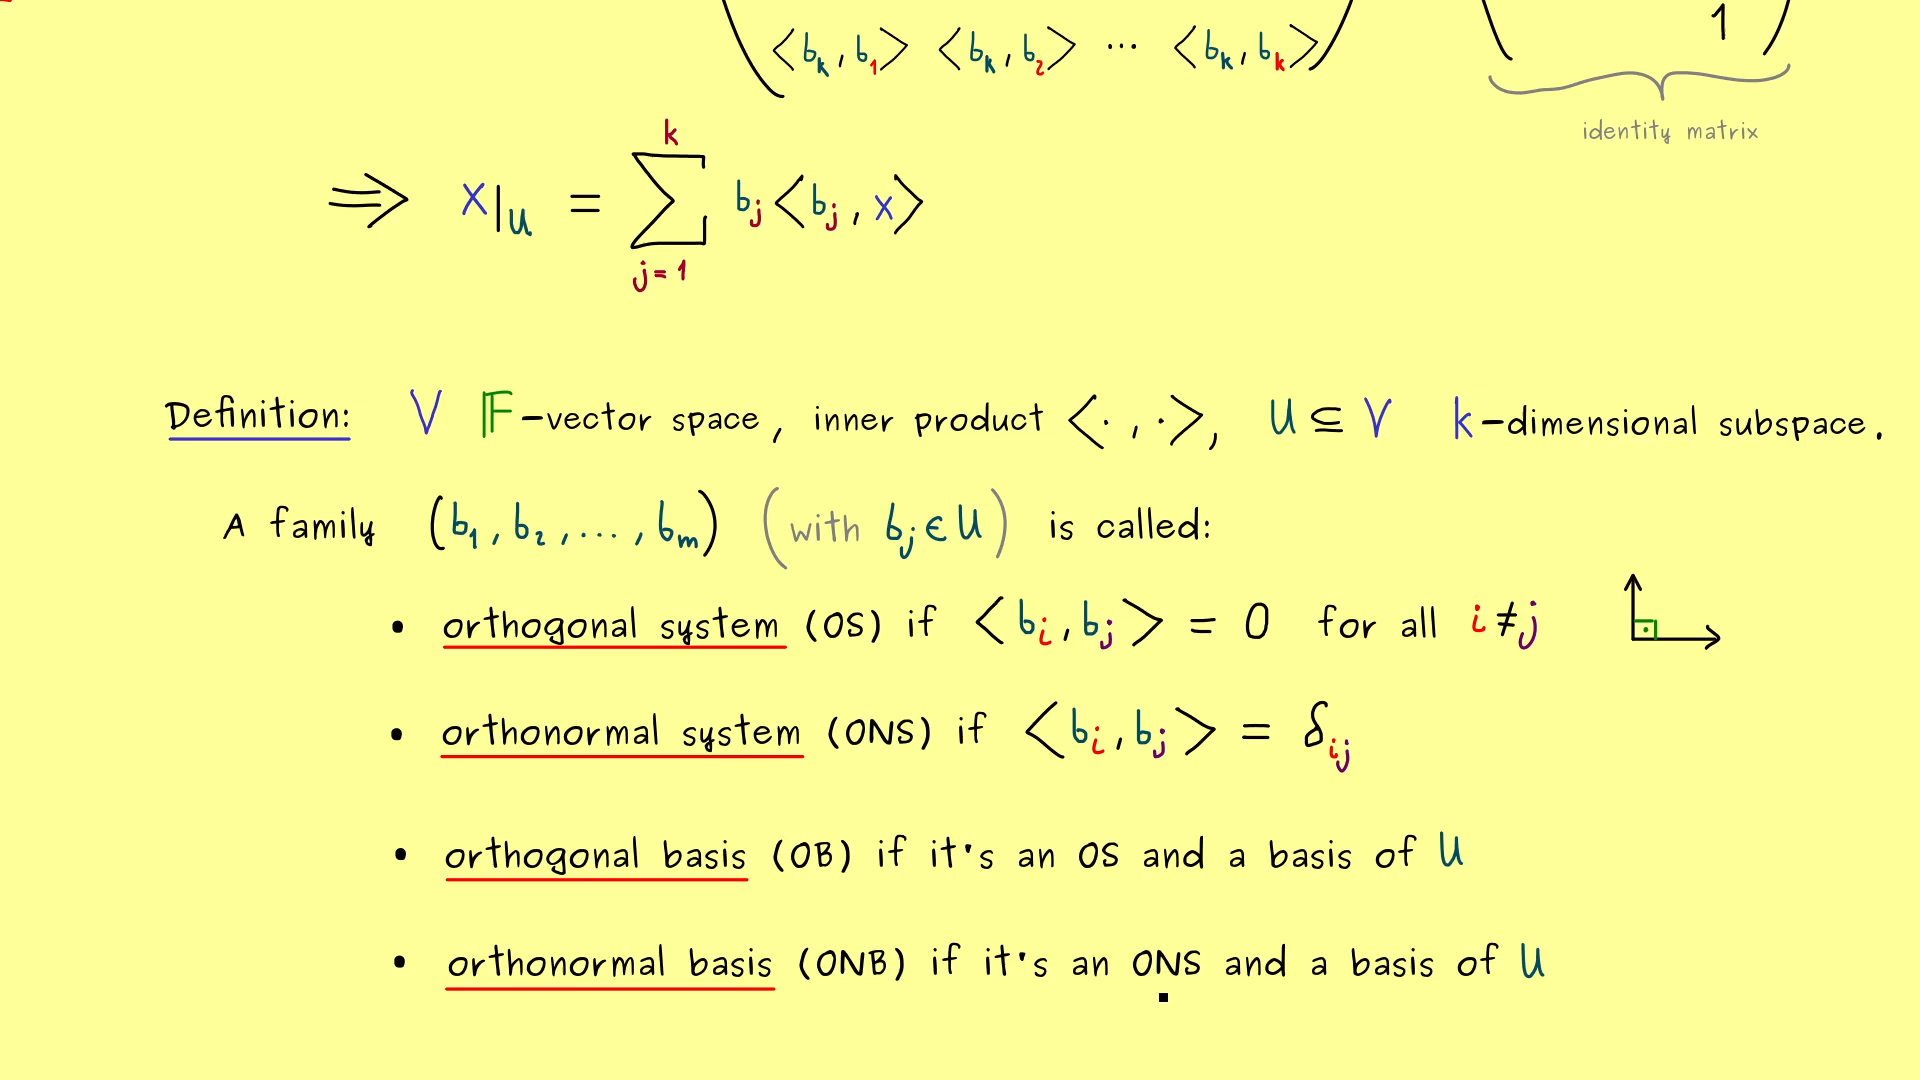 ⟨b_k, b_1⟩ ⟨b_k, b_2⟩ ⋯ ⟨b_k, b_k⟩ 1
identity matrix
⟹ x|_U = ∑_{j=1}^{k} b_j ⟨b_j, x⟩
Definition: V 𝔽-vector space, inner product ⟨·,·⟩, U ⊆ V k-dimensional subspace.
A family (b_1, b_2, ..., b_m) (with b_j ∈ U) is called:
• orthogonal system (OS) if ⟨b_i, b_j⟩ = 0 for all i ≠ j
• orthonormal system (ONS) if ⟨b_i, b_j⟩ = δ_ij
• orthogonal basis (OB) if it's an OS and a basis of U
• orthonormal basis (ONB) if it's an ONS and a basis of U